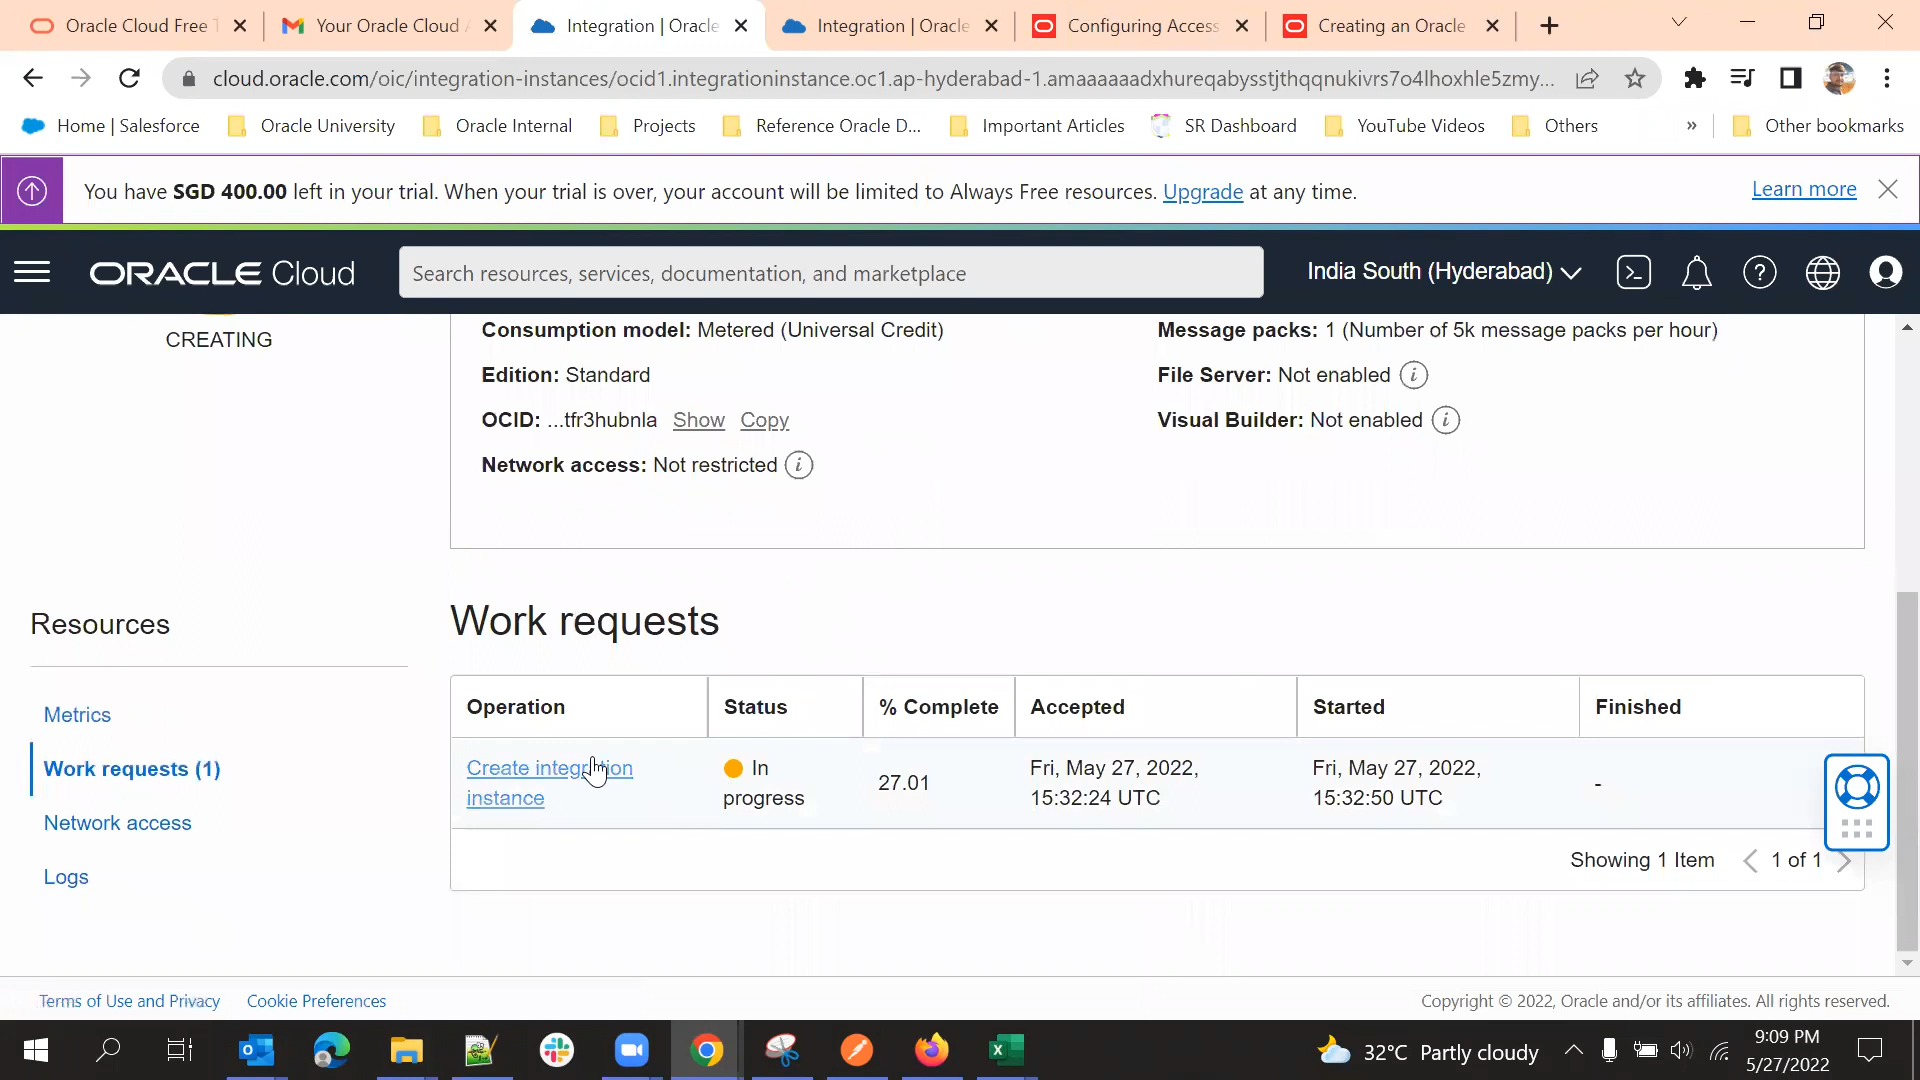 Oracle Cloud Free T
Your Oracle Cloud A
Integration | Oracle
Integration | Oracle
Configuring Access
Creating an Oracle
cloud.oracle.com/oic/integration-instances/ocid1.integrationinstance.oc1.ap-hyderabad-1.amaaaaaadxhureqabysstjthqqnukivrs7o4lhoxhle5zmy...
Home | Salesforce
Oracle University
Oracle Internal
Projects
Reference Oracle D...
Important Articles
SR Dashboard
YouTube Videos
Others
»
Other bookmarks
You have SGD 400.00 left in your trial. When your trial is over, your account will be limited to Always Free resources. Upgrade at any time.
Learn more
ORACLE Cloud
Search resources, services, documentation, and marketplace
India South (Hyderabad)
CREATING
Consumption model: Metered (Universal Credit)
Message packs: 1 (Number of 5k message packs per hour)
Edition: Standard
File Server: Not enabled
OCID: ...tfr3hubnla Show Copy
Visual Builder: Not enabled
Network access: Not restricted
Resources
Metrics
Work requests (1)
Network access
Logs
Work requests
Operation Status % Complete Accepted Started Finished
Create integration instance
In progress
27.01
Fri, May 27, 2022, 15:32:24 UTC
Fri, May 27, 2022, 15:32:50 UTC
-
Showing 1 Item
1 of 1
Terms of Use and Privacy
Cookie Preferences
Copyright © 2022, Oracle and/or its affiliates. All rights reserved.
32°C Partly cloudy
9:09 PM
5/27/2022